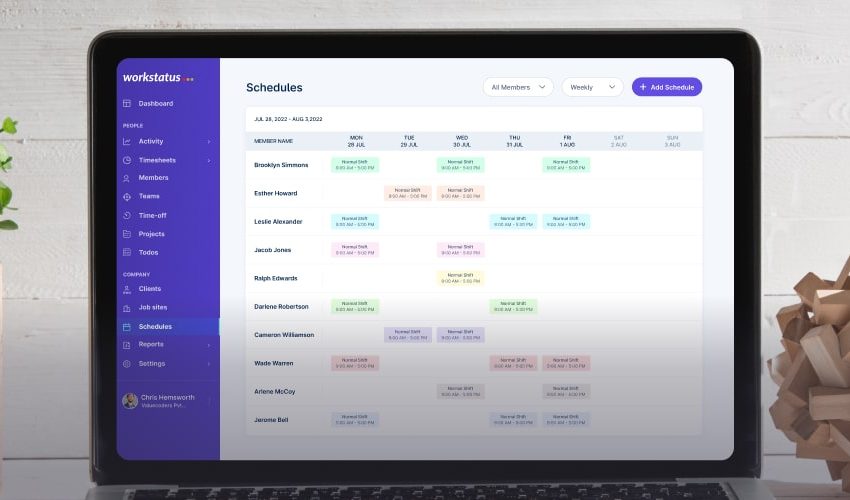 workstatus
Schedules
All Members
Weekly
+ Add Schedule
Dashboard
PEOPLE
Activity
Timesheets
Members
Teams
Time-off
Projects
Todos
COMPANY
Clients
Job sites
Schedules
Reports
Settings
Chris Hemsworth
Valuecoders Pvt...
JUL 28, 2022 - AUG 3,2022
MEMBER NAME MON TUE WED THU FRI SAT SUN
28 JUL 29 JUL 30 JUL 31 JUL 1 AUG 2 AUG 3 AUG
Brooklyn Simmons Normal Shift Normal Shift Normal Shift
9:00 AM - 5:00 PM 9:00 AM - 5:00 PM 9:00 AM - 5:00 PM
Esther Howard Normal Shift Normal Shift
9:00 AM - 5:00 PM 9:00 AM - 5:00 PM
Leslie Alexander Normal Shift Normal Shift Normal Shift
9:00 AM - 5:00 PM 9:00 AM - 5:00 PM 9:00 AM - 5:00 PM
Jacob Jones Normal Shift Normal Shift
9:00 AM - 5:00 PM 9:00 AM - 5:00 PM
Ralph Edwards Normal Shift
9:00 AM - 5:00 PM
Darlene Robertson Normal Shift Normal Shift
9:00 AM - 5:00 PM 9:00 AM - 5:00 PM
Cameron Williamson Normal Shift Normal Shift
9:00 AM - 5:00 PM 9:00 AM - 5:00 PM
Wade Warren Normal Shift Normal Shift Normal Shift
9:00 AM - 5:00 PM 9:00 AM - 5:00 PM 9:00 AM - 5:00 PM
Arlene McCoy Normal Shift Normal Shift
9:00 AM - 5:00 PM 9:00 AM - 5:00 PM
Jerome Bell Normal Shift Normal Shift Normal Shift
9:00 AM - 5:00 PM 9:00 AM - 5:00 PM 9:00 AM - 5:00 PM